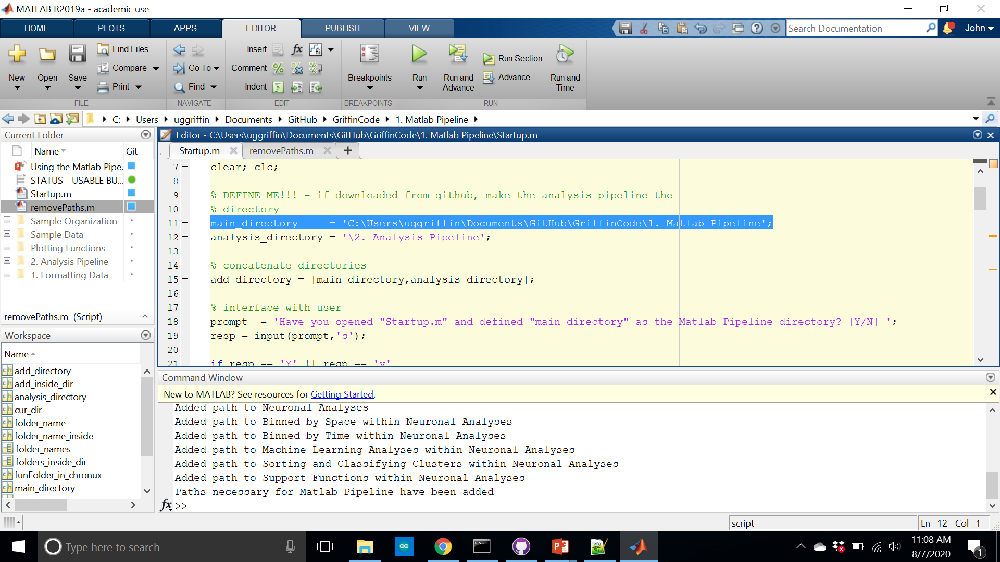 MATLAB R2019a - academic use
HOME PLOTS APPS EDITOR PUBLISH VIEW
Search Documentation
John
New
Open
Save
Find Files
Compare
Print
FILE
Go To
Find
NAVIGATE
Insert fx fi
Comment
Indent
EDIT
Breakpoints
BREAKPOINTS
Run
Run and Advance
Run Section
Advance
Run and Time
RUN
C: Users uggriffin Documents GitHub GriffinCode 1. Matlab Pipeline
Current Folder
Name Git
Using the Matlab Pipe.
STATUS - USABLE BU...
Startup.m
removePaths.m
Sample Organization
Sample Data
Plotting Functions
2. Analysis Pipeline
1. Formatting Data
removePaths.m (Script)
Workspace
Name
add_directory
add_inside_dir
analysis_directory
cur_dir
folder_name
folder_name_inside
folder_names
folders_inside_dir
funFolder_in_chronux
main_directory
Editor - C:\Users\uggriffin\Documents\GitHub\GriffinCode\1. Matlab Pipeline\Startup.m
Startup.m removePaths.m
7 clear; clc;
8
9 % DEFINE ME!!! - if downloaded from github, make the analysis pipeline the
10 % directory
11 main_directory = 'C:\Users\uggriffin\Documents\GitHub\GriffinCode\1. Matlab Pipeline';
12 analysis_directory = '\2. Analysis Pipeline';
13
14 % concatenate directories
15 add_directory = [main_directory,analysis_directory];
16
17 % interface with user
18 prompt = 'Have you opened "Startup.m" and defined "main_directory" as the Matlab Pipeline directory? [Y/N] ';
19 resp = input(prompt,'s');
20
21 if resp == 'Y' || resp == 'y'
Command Window
New to MATLAB? See resources for Getting Started.
Added path to Neuronal Analyses
Added path to Binned by Space within Neuronal Analyses
Added path to Binned by Time within Neuronal Analyses
Added path to Machine Learning Analyses within Neuronal Analyses
Added path to Sorting and Classifying Clusters within Neuronal Analyses
Added path to Support Functions within Neuronal Analyses
Paths necessary for Matlab Pipeline have been added
fx >>
script
Ln 12 Col 1
Type here to search
11:08 AM
8/7/2020
1